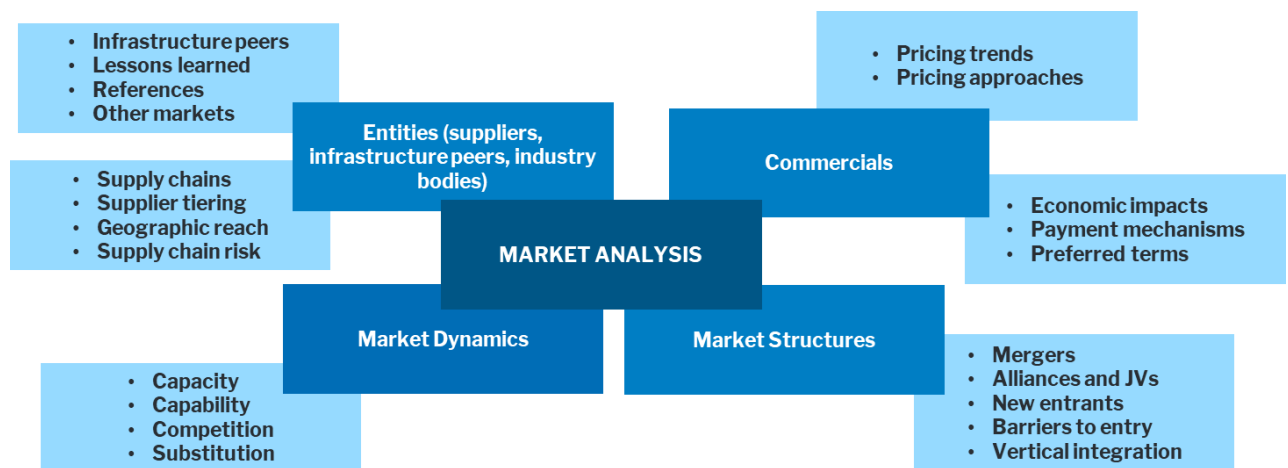 • Infrastructure peers
• Lessons learned
• References
• Other markets
Entities (suppliers,
infrastructure peers, industry
bodies)
• Supply chains
• Supplier tiering
• Geographic reach
• Supply chain risk
• Pricing trends
• Pricing approaches
Commercials
• Economic impacts
• Payment mechanisms
• Preferred terms
MARKET ANALYSIS
Market Dynamics
• Capacity
• Capability
• Competition
• Substitution
Market Structures
• Mergers
• Alliances and JVs
• New entrants
• Barriers to entry
• Vertical integration